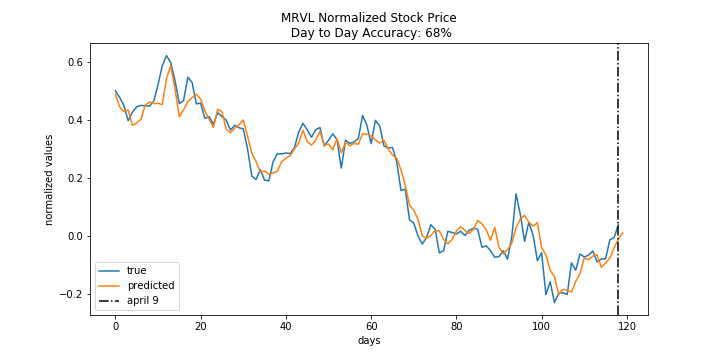 MRVL Normalized Stock Price
Day to Day Accuracy: 68%
normalized values
0.6
0.4
0.2
0.0
−0.2
true
predicted
april 9
0 20 40 60 80 100 120
days